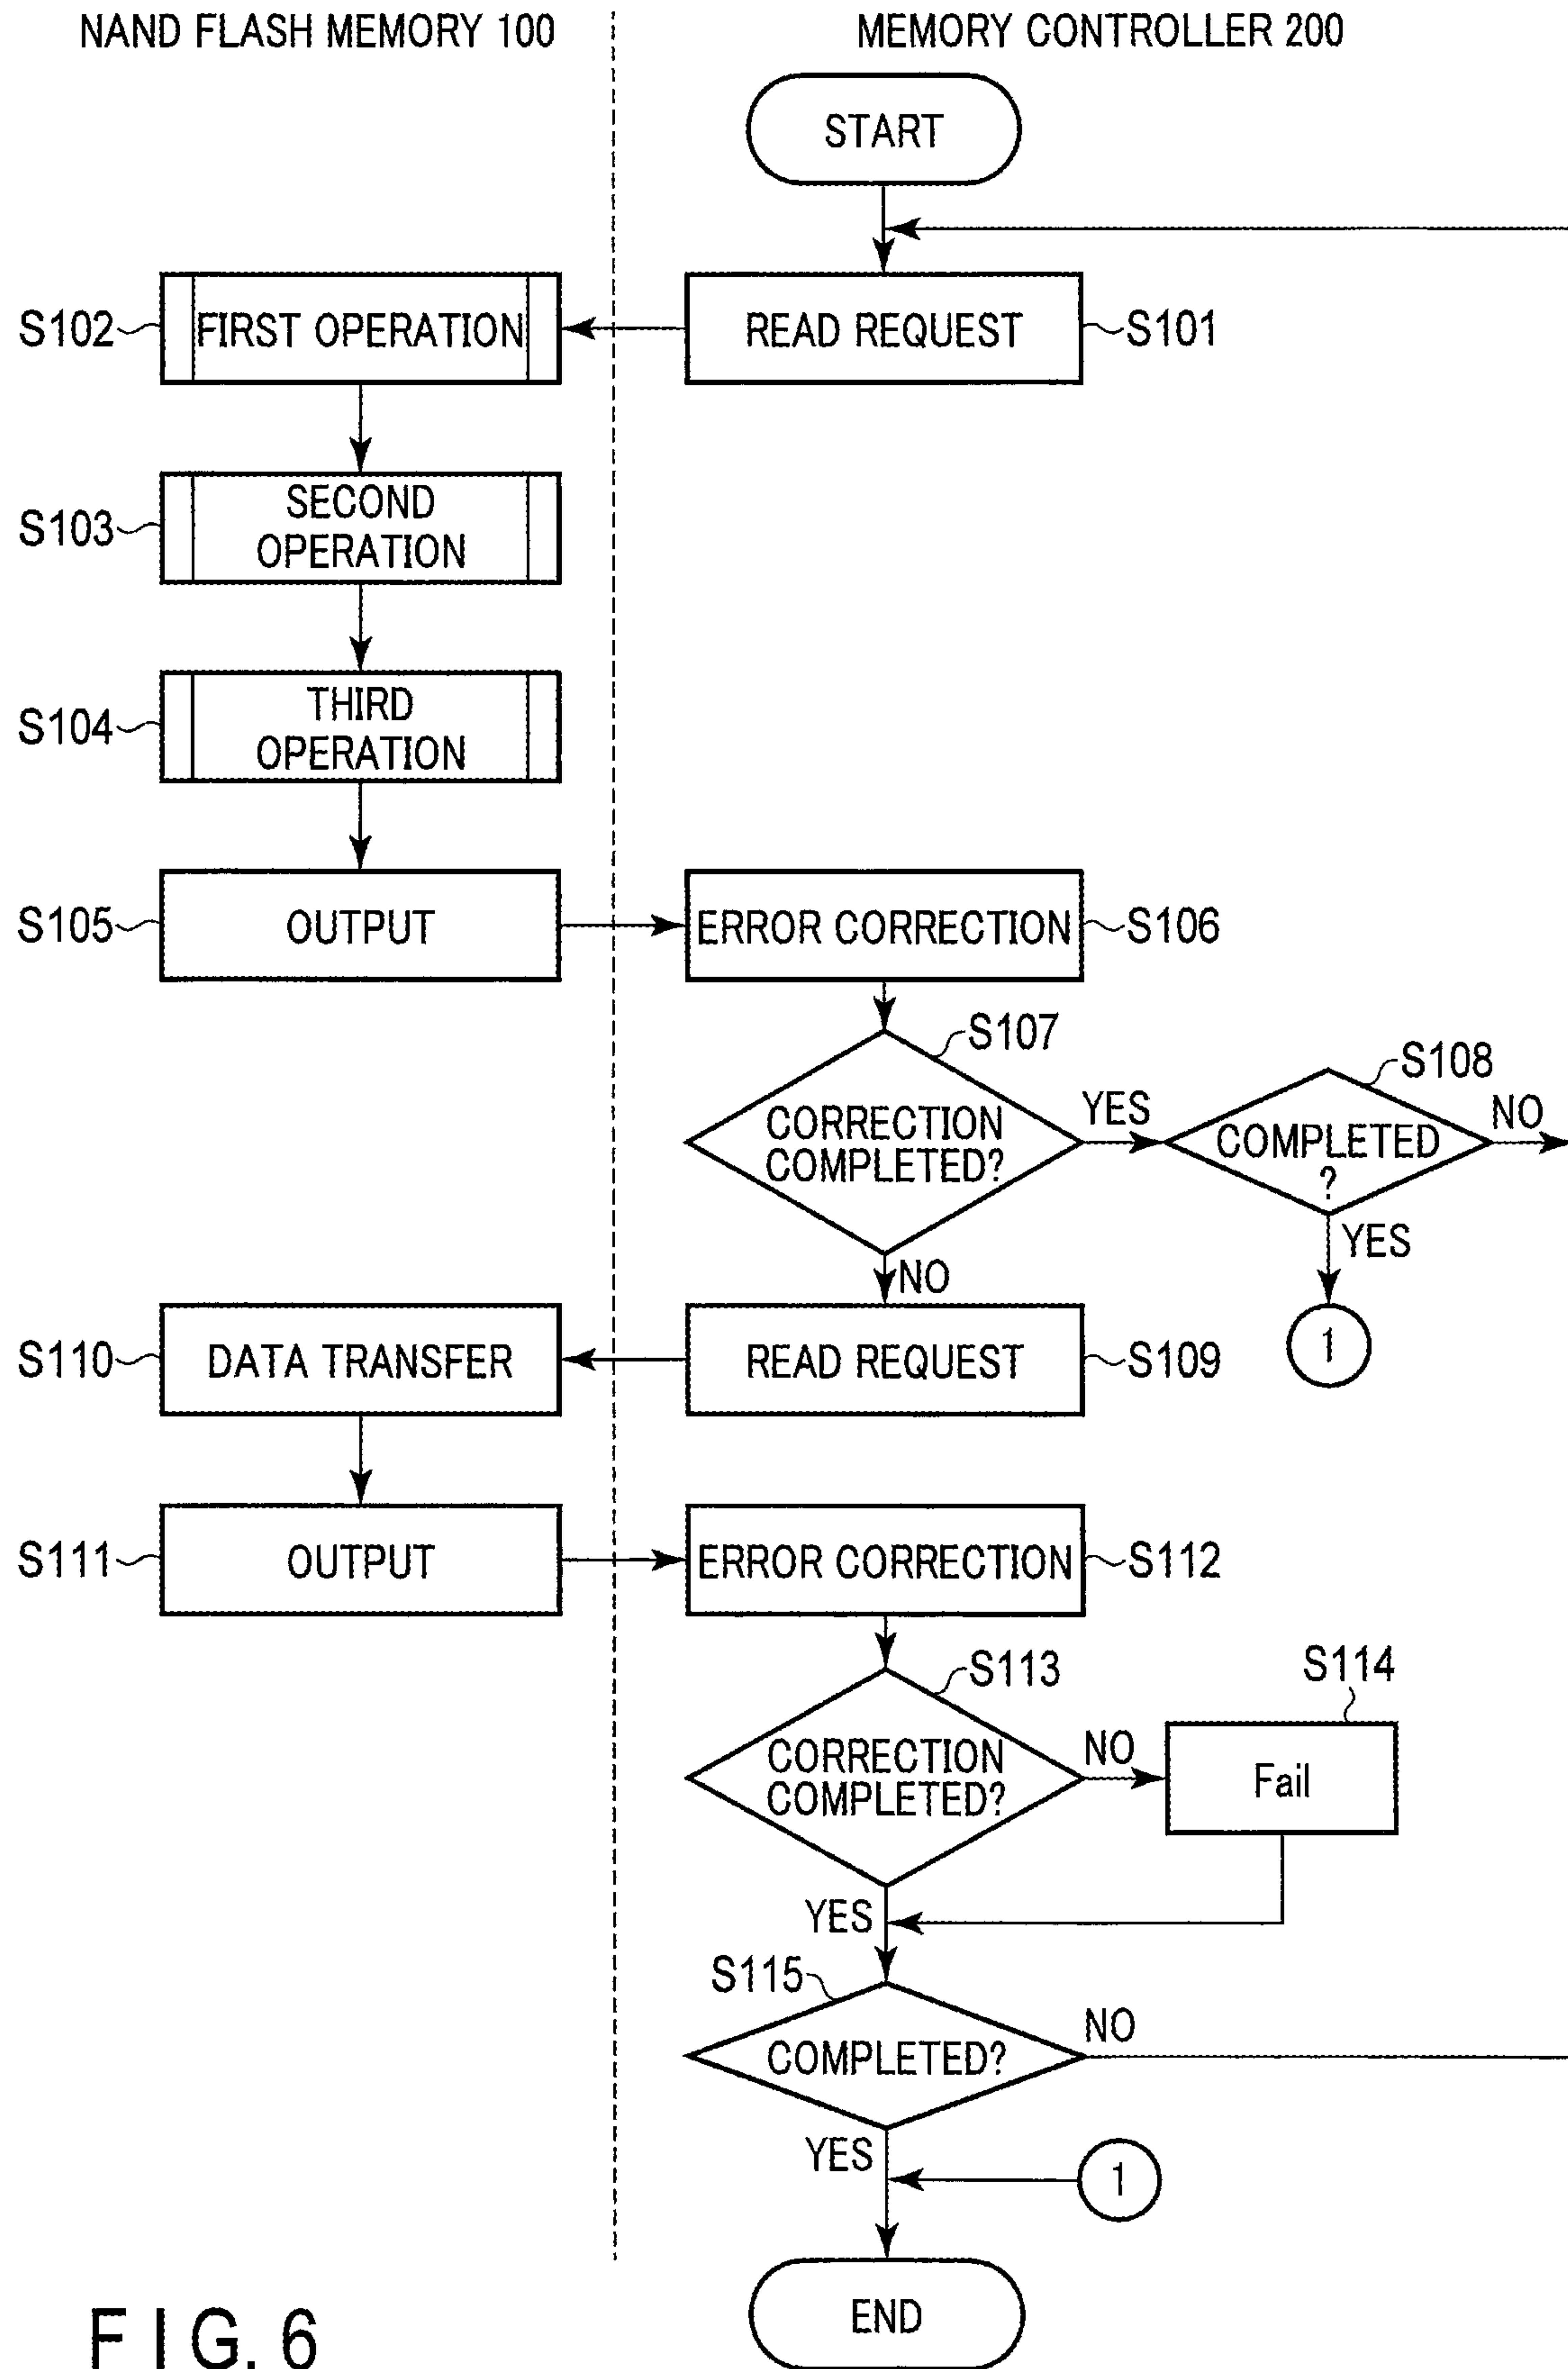 NAND FLASH MEMORY 100
MEMORY CONTROLLER 200
START
S102
FIRST OPERATION
READ REQUEST
S101
S103
SECOND
OPERATION
S104
THIRD
OPERATION
S105
OUTPUT
ERROR CORRECTION
S106
S107
CORRECTION
COMPLETED?
YES
S108
COMPLETED
?
NO
YES
1
NO
S110
DATA TRANSFER
READ REQUEST
S109
S111
OUTPUT
ERROR CORRECTION
S112
S113
CORRECTION
COMPLETED?
NO
S114
Fail
YES
S115
COMPLETED?
NO
YES
1
END
FIG. 6